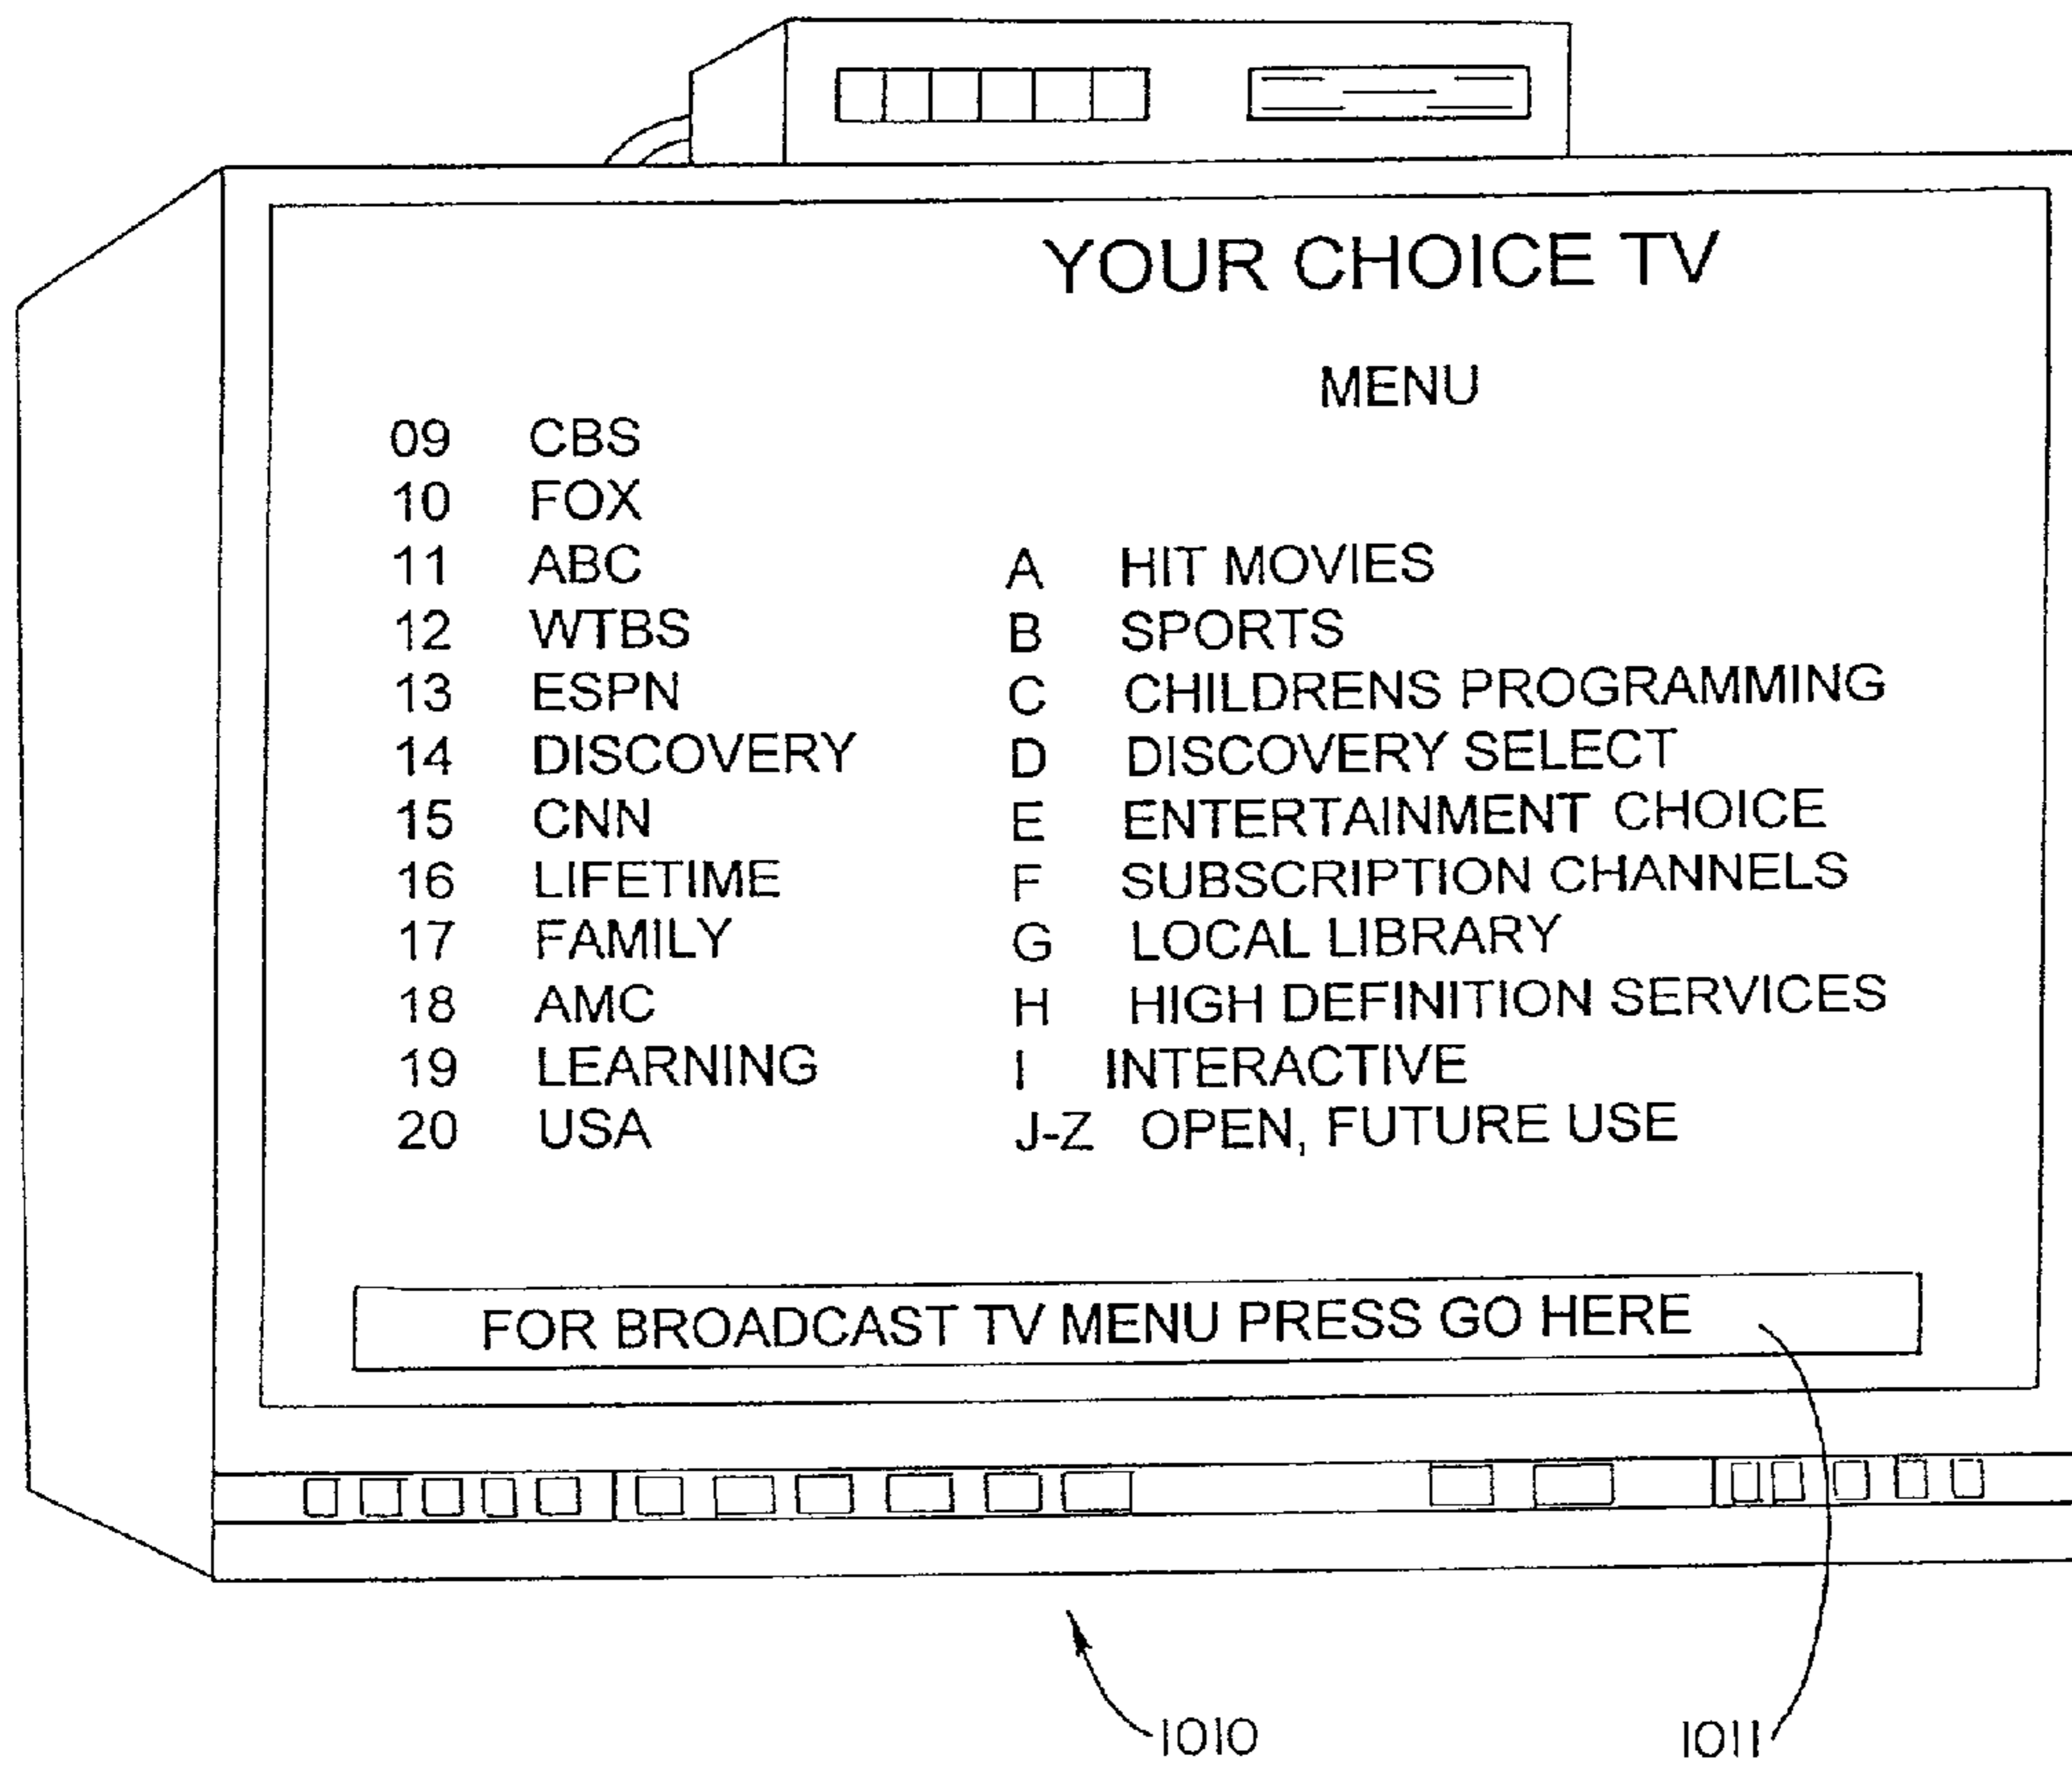 YOUR CHOICE TV
MENU
09 CBS
10 FOX
11 ABC A HIT MOVIES
12 WTBS B SPORTS
13 ESPN C CHILDRENS PROGRAMMING
14 DISCOVERY D DISCOVERY SELECT
15 CNN E ENTERTAINMENT CHOICE
16 LIFETIME F SUBSCRIPTION CHANNELS
17 FAMILY G LOCAL LIBRARY
18 AMC H HIGH DEFINITION SERVICES
19 LEARNING I INTERACTIVE
20 USA J-Z OPEN, FUTURE USE
FOR BROADCAST TV MENU PRESS GO HERE
1010 1011